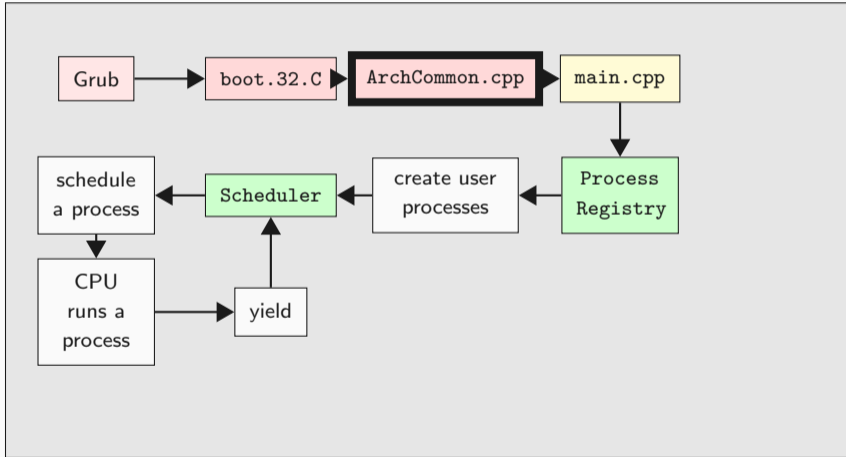 Grub
boot.32.C
ArchCommon.cpp
main.cpp
Process
Registry
create user
processes
Scheduler
schedule
a process
CPU
runs a
process
yield